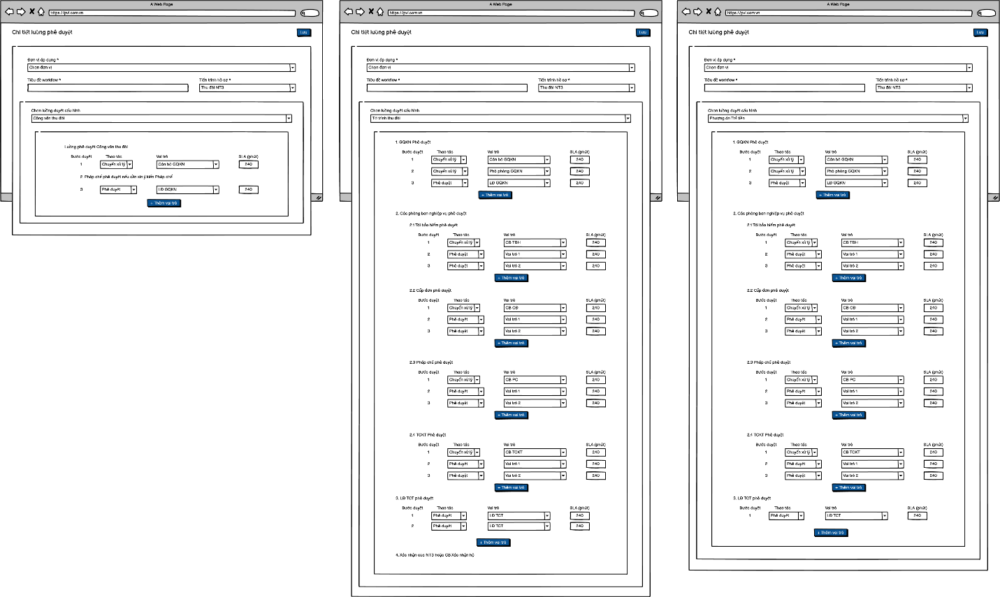 A Web Page
https://pvi.com.vn
Chi tiết luồng phê duyệt
Lưu
Đơn vị áp dụng *
Chọn đơn vị
Tiêu đề workflow *
Tiến trình hồ sơ *
Thu đòi NT3
Chọn luồng duyệt cấu hình
Công văn thu đòi
Luồng phê duyệt Công văn thu đòi
Bước duyệt Thao tác Vai trò SLA (phút)
1 Chuyển xử lý Cán bộ GQKN 240
2. Pháp chế phê duyệt nếu cần xin ý kiến Pháp chế
3 Phê duyệt LĐ GQKN 240
+ Thêm vai trò
A Web Page
https://pvi.com.vn
Chi tiết luồng phê duyệt
Lưu
Đơn vị áp dụng *
Chọn đơn vị
Tiêu đề workflow *
Tiến trình hồ sơ *
Thu đòi NT3
Chọn luồng duyệt cấu hình
Tờ trình thu đòi
1. GQKN Phê duyệt
Bước duyệt Thao tác Vai trò SLA (phút)
1 Chuyển xử lý Cán bộ GQKN 240
2 Chuyển xử lý Phó phòng GQKN 240
3 Phê duyệt LĐ GQKN 240
+ Thêm vai trò
2. Các phòng ban nghiệp vụ phê duyệt
2.1 Tái bảo hiểm phê duyệt
Bước duyệt Thao tác Vai trò SLA (phút)
1 Chuyển xử lý CB TBH 240
2 Phê duyệt Vai trò 1 240
3 Phê duyệt Vai trò 2 240
+ Thêm vai trò
2.2 Cấp đơn phê duyệt
Bước duyệt Thao tác Vai trò SLA (phút)
1 Chuyển xử lý CB CĐ 240
2 Phê duyệt Vai trò 1 240
3 Phê duyệt Vai trò 2 240
+ Thêm vai trò
2.3 Pháp chế phê duyệt
Bước duyệt Thao tác Vai trò SLA (phút)
1 Chuyển xử lý CB PC 240
2 Phê duyệt Vai trò 1 240
3 Phê duyệt Vai trò 2 240
+ Thêm vai trò
2.4 TCKT Phê duyệt
Bước duyệt Thao tác Vai trò SLA (phút)
1 Chuyển xử lý CB TCKT 240
2 Phê duyệt Vai trò 1 240
3 Phê duyệt Vai trò 2 240
+ Thêm vai trò
3. LĐ TCT phê duyệt
Bước duyệt Thao tác Vai trò SLA (phút)
1 Phê duyệt LĐ TCT 240
2 Phê duyệt LĐ TCT 240
+ Thêm vai trò
4. Xác nhận của NT3 hoặc CB Xác nhận hộ
A Web Page
https://pvi.com.vn
Chi tiết luồng phê duyệt
Lưu
Đơn vị áp dụng *
Chọn đơn vị
Tiêu đề workflow *
Tiến trình hồ sơ *
Thu đòi NT3
Chọn luồng duyệt cấu hình
Phương án Trả tiền
1. GQKN Phê duyệt
Bước duyệt Thao tác Vai trò SLA (phút)
1 Chuyển xử lý Cán bộ GQKN 240
2 Chuyển xử lý Phó phòng GQKN 240
3 Phê duyệt LĐ GQKN 240
+ Thêm vai trò
2. Các phòng ban nghiệp vụ phê duyệt
2.1 Tái bảo hiểm phê duyệt
Bước duyệt Thao tác Vai trò SLA (phút)
1 Chuyển xử lý CB TBH 240
2 Phê duyệt Vai trò 1 240
3 Phê duyệt Vai trò 2 240
+ Thêm vai trò
2.2 Cấp đơn phê duyệt
Bước duyệt Thao tác Vai trò SLA (phút)
1 Chuyển xử lý CB CĐ 240
2 Phê duyệt Vai trò 1 240
3 Phê duyệt Vai trò 2 240
+ Thêm vai trò
2.3 Pháp chế phê duyệt
Bước duyệt Thao tác Vai trò SLA (phút)
1 Chuyển xử lý CB PC 240
2 Phê duyệt Vai trò 1 240
3 Phê duyệt Vai trò 2 240
+ Thêm vai trò
2.4 TCKT Phê duyệt
Bước duyệt Thao tác Vai trò SLA (phút)
1 Chuyển xử lý CB TCKT 240
2 Phê duyệt Vai trò 1 240
3 Phê duyệt Vai trò 2 240
+ Thêm vai trò
3. LĐ TCT phê duyệt
Bước duyệt Thao tác Vai trò SLA (phút)
1 Phê duyệt LĐ TCT 240
+ Thêm vai trò